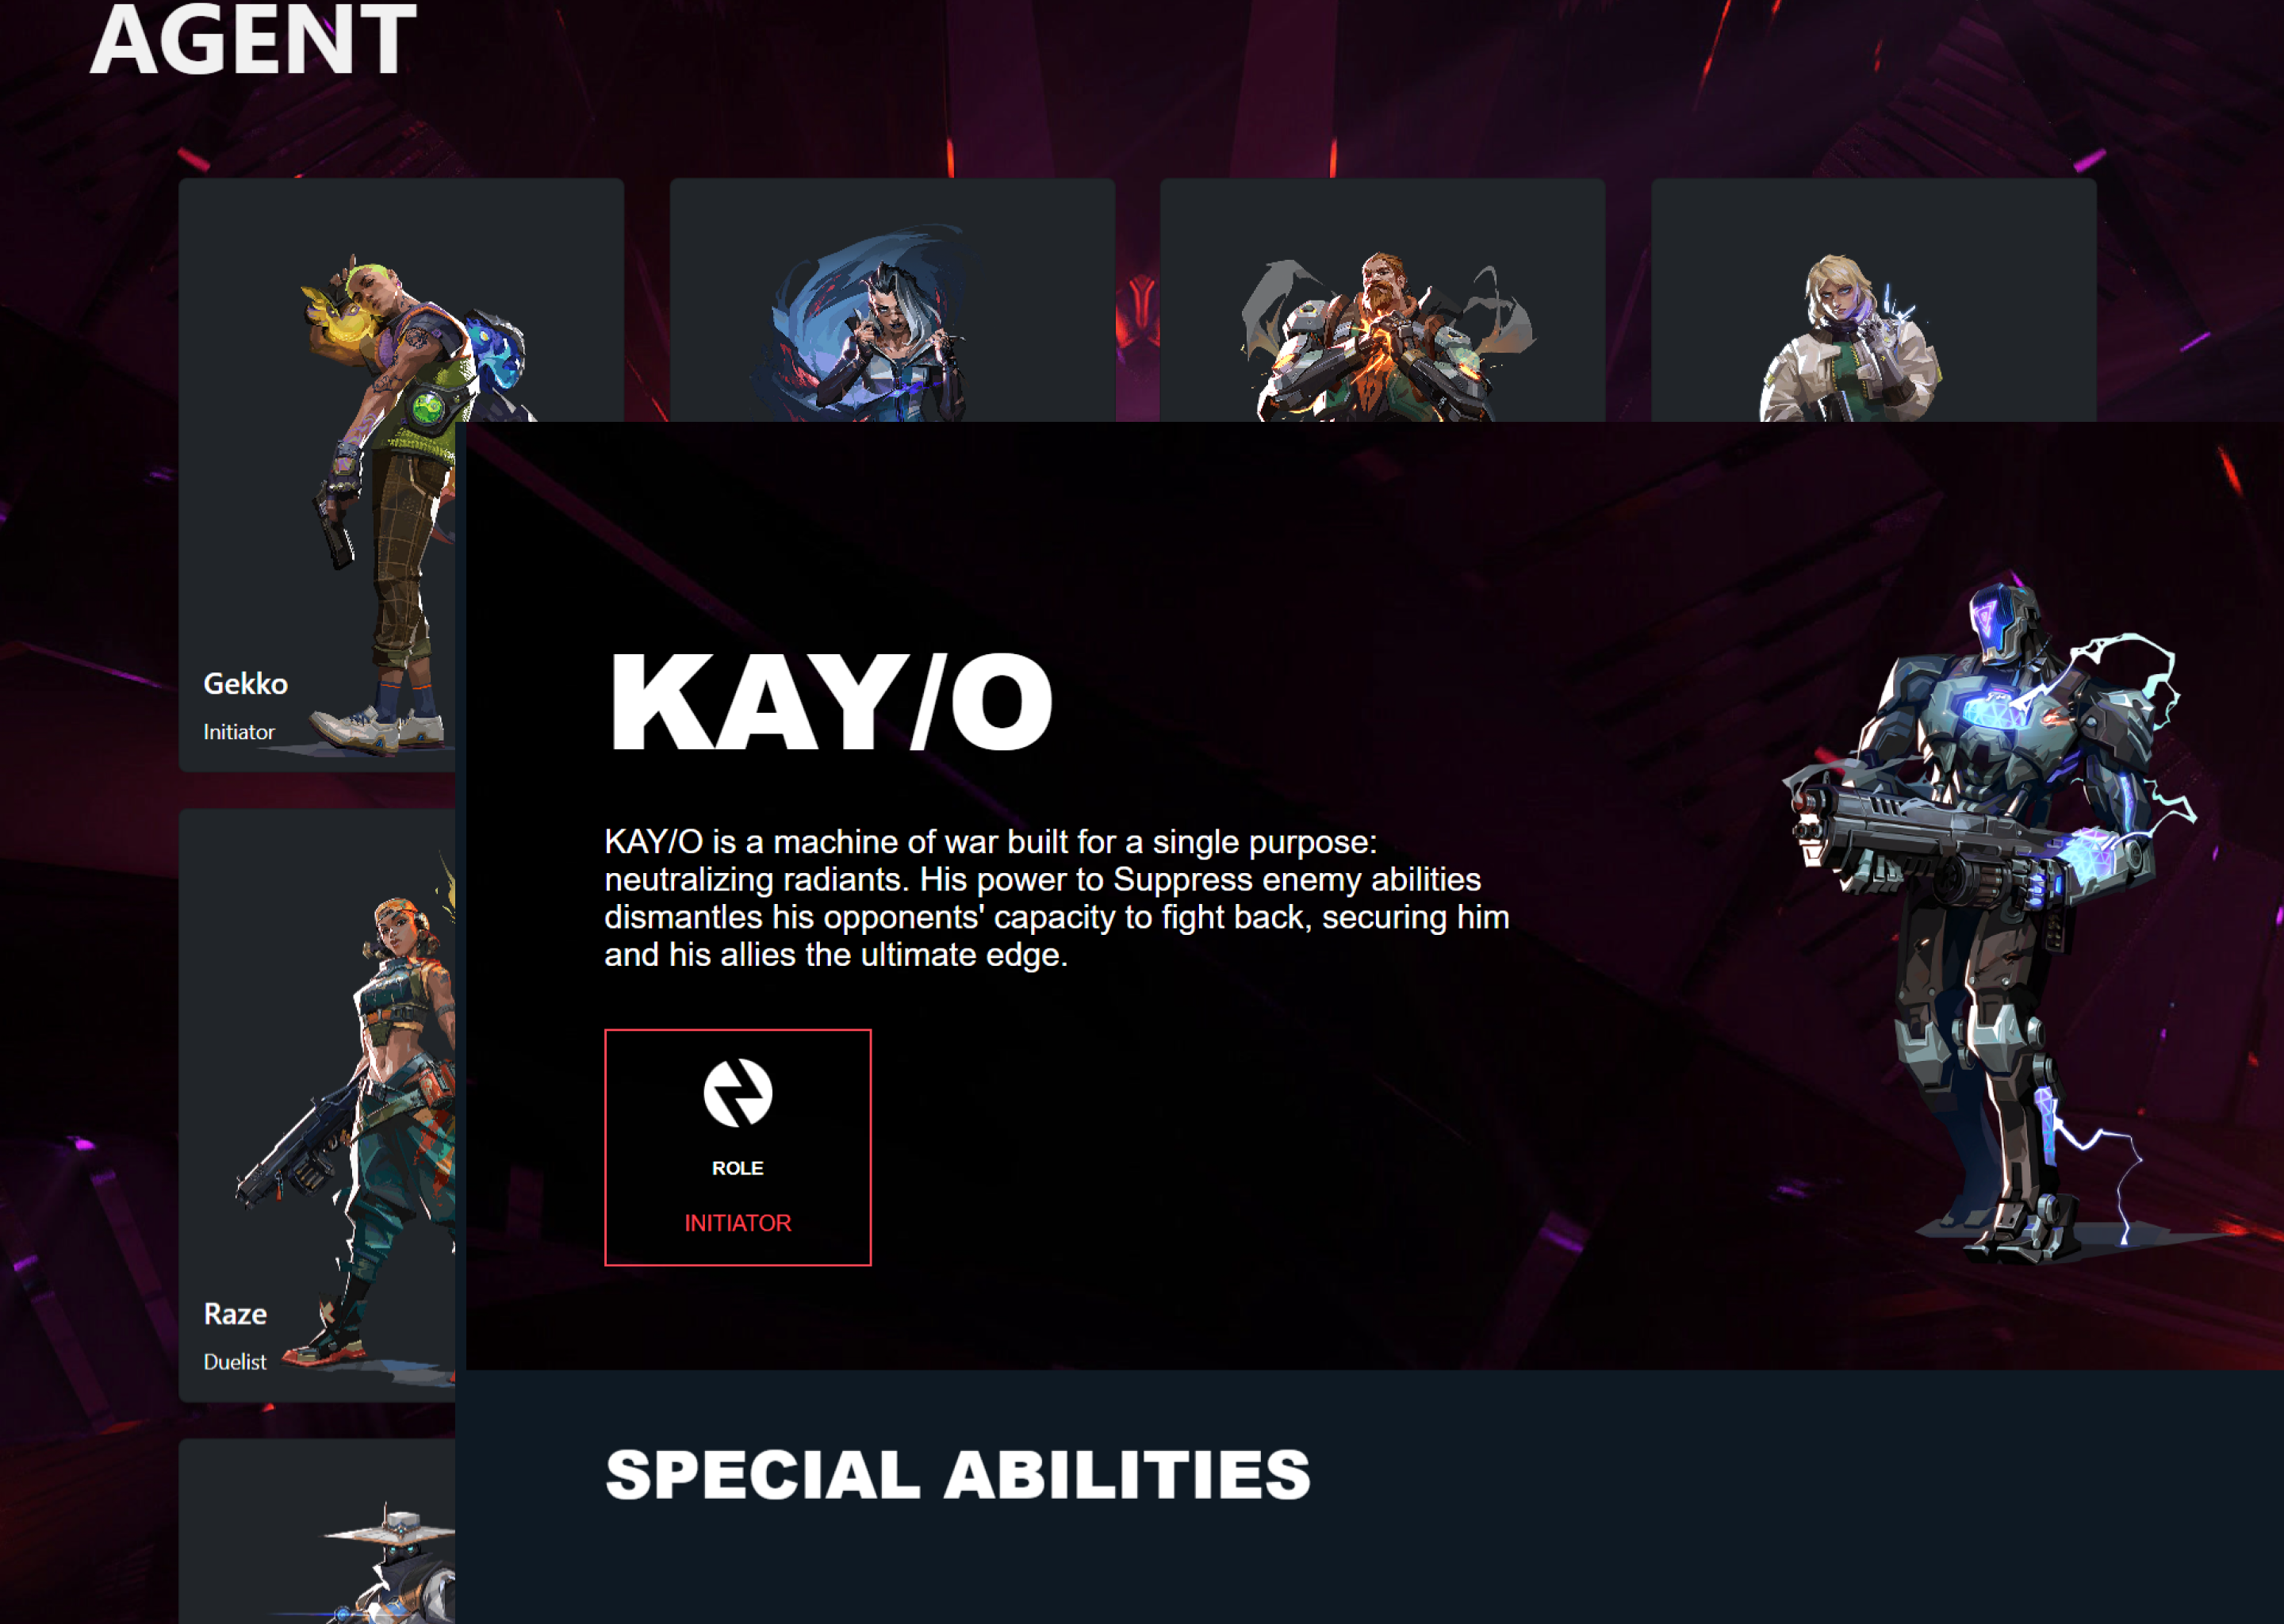 AGENT
Gekko
Initiator
KAY/O
KAY/O is a machine of war built for a single purpose:
neutralizing radiants. His power to Suppress enemy abilities
dismantles his opponents' capacity to fight back, securing him
and his allies the ultimate edge.
ROLE
INITIATOR
Raze
Duelist
SPECIAL ABILITIES